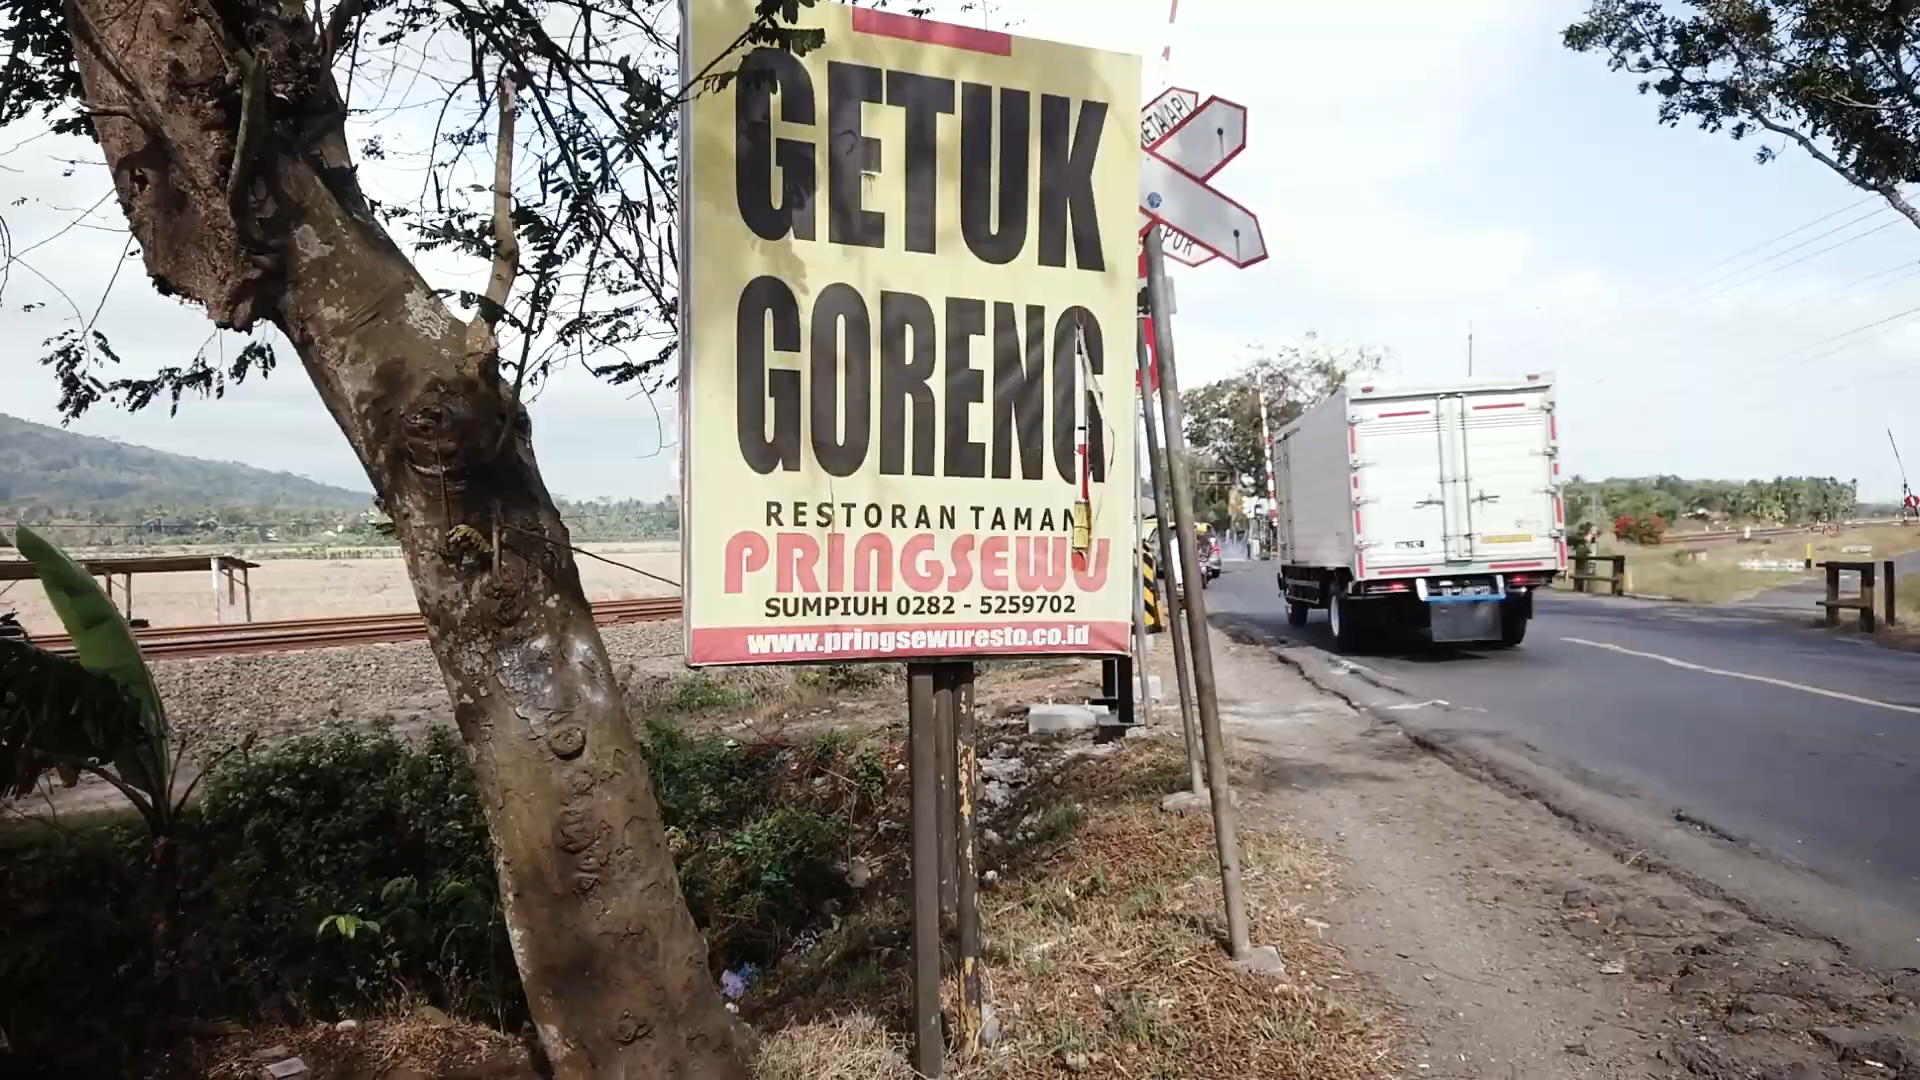 GETUK
GORENG
RESTORAN TAMAN
PRINGSEWU
SUMPIUH 0282 - 5259702
www.pringsewuresto.co.id